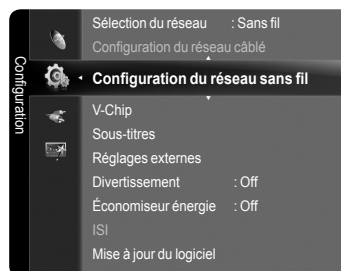 Configuration
Sélection du réseau : Sans fil
Configuration du réseau câblé
Configuration du réseau sans fil
V-Chip
Sous-titres
Réglages externes
Divertissement : Off
Économiseur énergie : Off
ISI
Mise à jour du logiciel